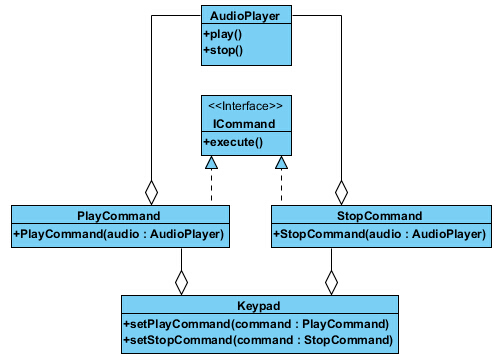 AudioPlayer
+play()
+stop()
<<Interface>>
ICommand
+execute()
PlayCommand
+PlayCommand(audio : AudioPlayer)
StopCommand
+StopCommand(audio : AudioPlayer)
Keypad
+setPlayCommand(command : PlayCommand)
+setStopCommand(command : StopCommand)